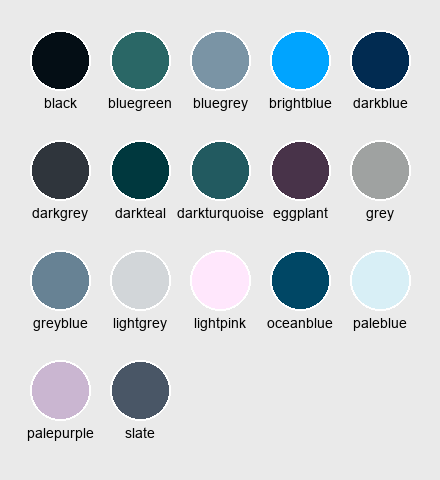 black bluegreen bluegrey brightblue darkblue
darkgrey darkteal darkturquoise eggplant grey
greyblue lightgrey lightpink oceanblue paleblue
palepurple slate